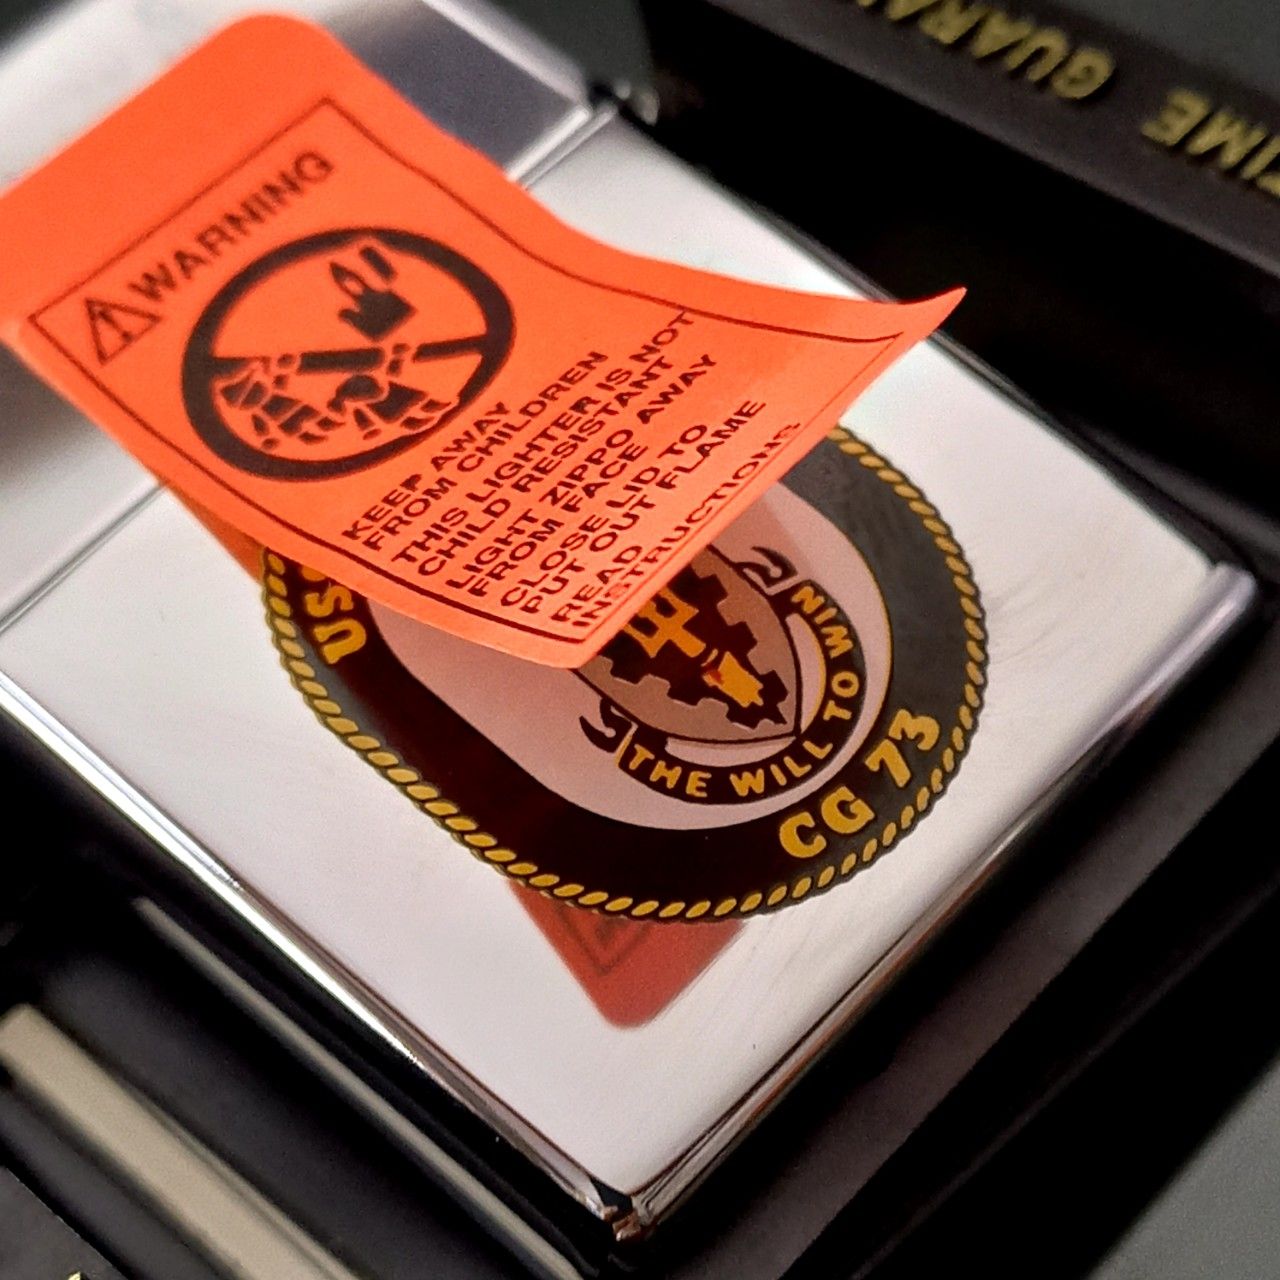 WARNING
KEEP AWAY
FROM CHILDREN
THIS LIGHTER IS NOT
CHILD RESISTANT
LIGHT ZIPPO AWAY
FROM FACE
CLOSE LID TO
PUT OUT FLAME
READ
INSTRUCTIONS
THE WILL TO WIN
CG 73